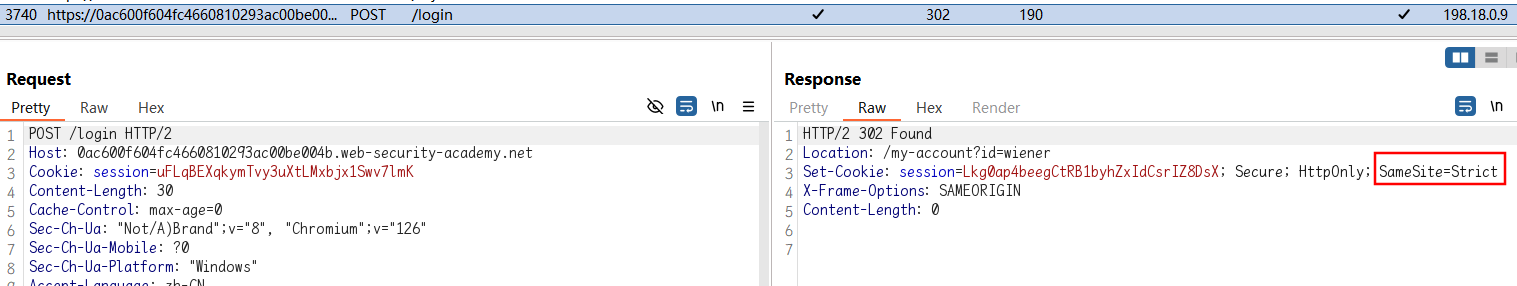 3740 https://0ac600f604fc4660810293ac00be00... POST /login 302 190 198.18.0.9
Request
Pretty Raw Hex \n
1 POST /login HTTP/2
2 Host: 0ac600f604fc4660810293ac00be004b.web-security-academy.net
3 Cookie: session=uFLqBEXqkymTvy3uXtLMxbjx1Swv7lmK
4 Content-Length: 30
5 Cache-Control: max-age=0
6 Sec-Ch-Ua: "Not/A)Brand";v="8", "Chromium";v="126"
7 Sec-Ch-Ua-Mobile: ?0
8 Sec-Ch-Ua-Platform: "Windows"
9 Accept-Language: zh-CN
Response
Pretty Raw Hex Render \n
1 HTTP/2 302 Found
2 Location: /my-account?id=wiener
3 Set-Cookie: session=Lkg0ap4beegCtRB1byhZxIdCsrIZ8DsX; Secure; HttpOnly; SameSite=Strict
4 X-Frame-Options: SAMEORIGIN
5 Content-Length: 0
6
7